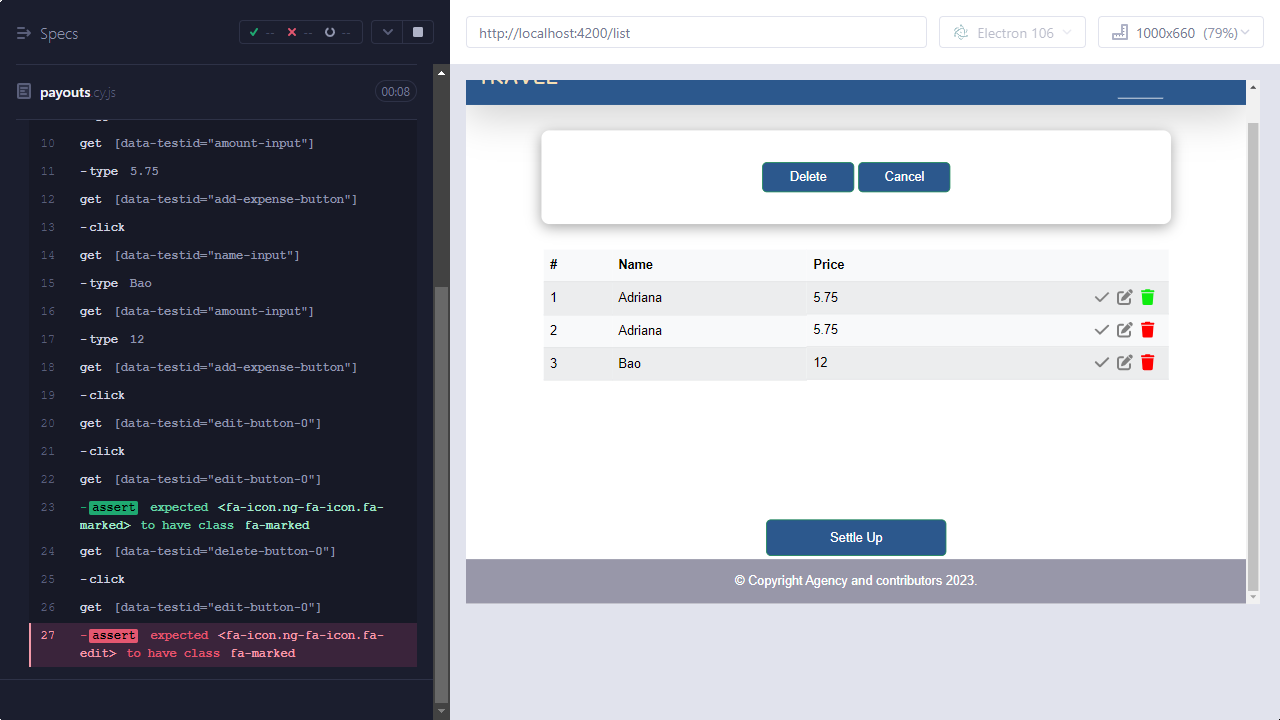 Specs
-- -- --
payouts.cy.js 00:08
10 get [data-testid="amount-input"]
11 -type 5.75
12 get [data-testid="add-expense-button"]
13 -click
14 get [data-testid="name-input"]
15 -type Bao
16 get [data-testid="amount-input"]
17 -type 12
18 get [data-testid="add-expense-button"]
19 -click
20 get [data-testid="edit-button-0"]
21 -click
22 get [data-testid="edit-button-0"]
23 -assert expected <fa-icon.ng-fa-icon.fa-
marked> to have class fa-marked
24 get [data-testid="delete-button-0"]
25 -click
26 get [data-testid="edit-button-0"]
27 -assert expected <fa-icon.ng-fa-icon.fa-
edit> to have class fa-marked
http://localhost:4200/list
Electron 106
1000x660 (79%)
Delete Cancel
# Name Price
1 Adriana 5.75
2 Adriana 5.75
3 Bao 12
Settle Up
© Copyright Agency and contributors 2023.